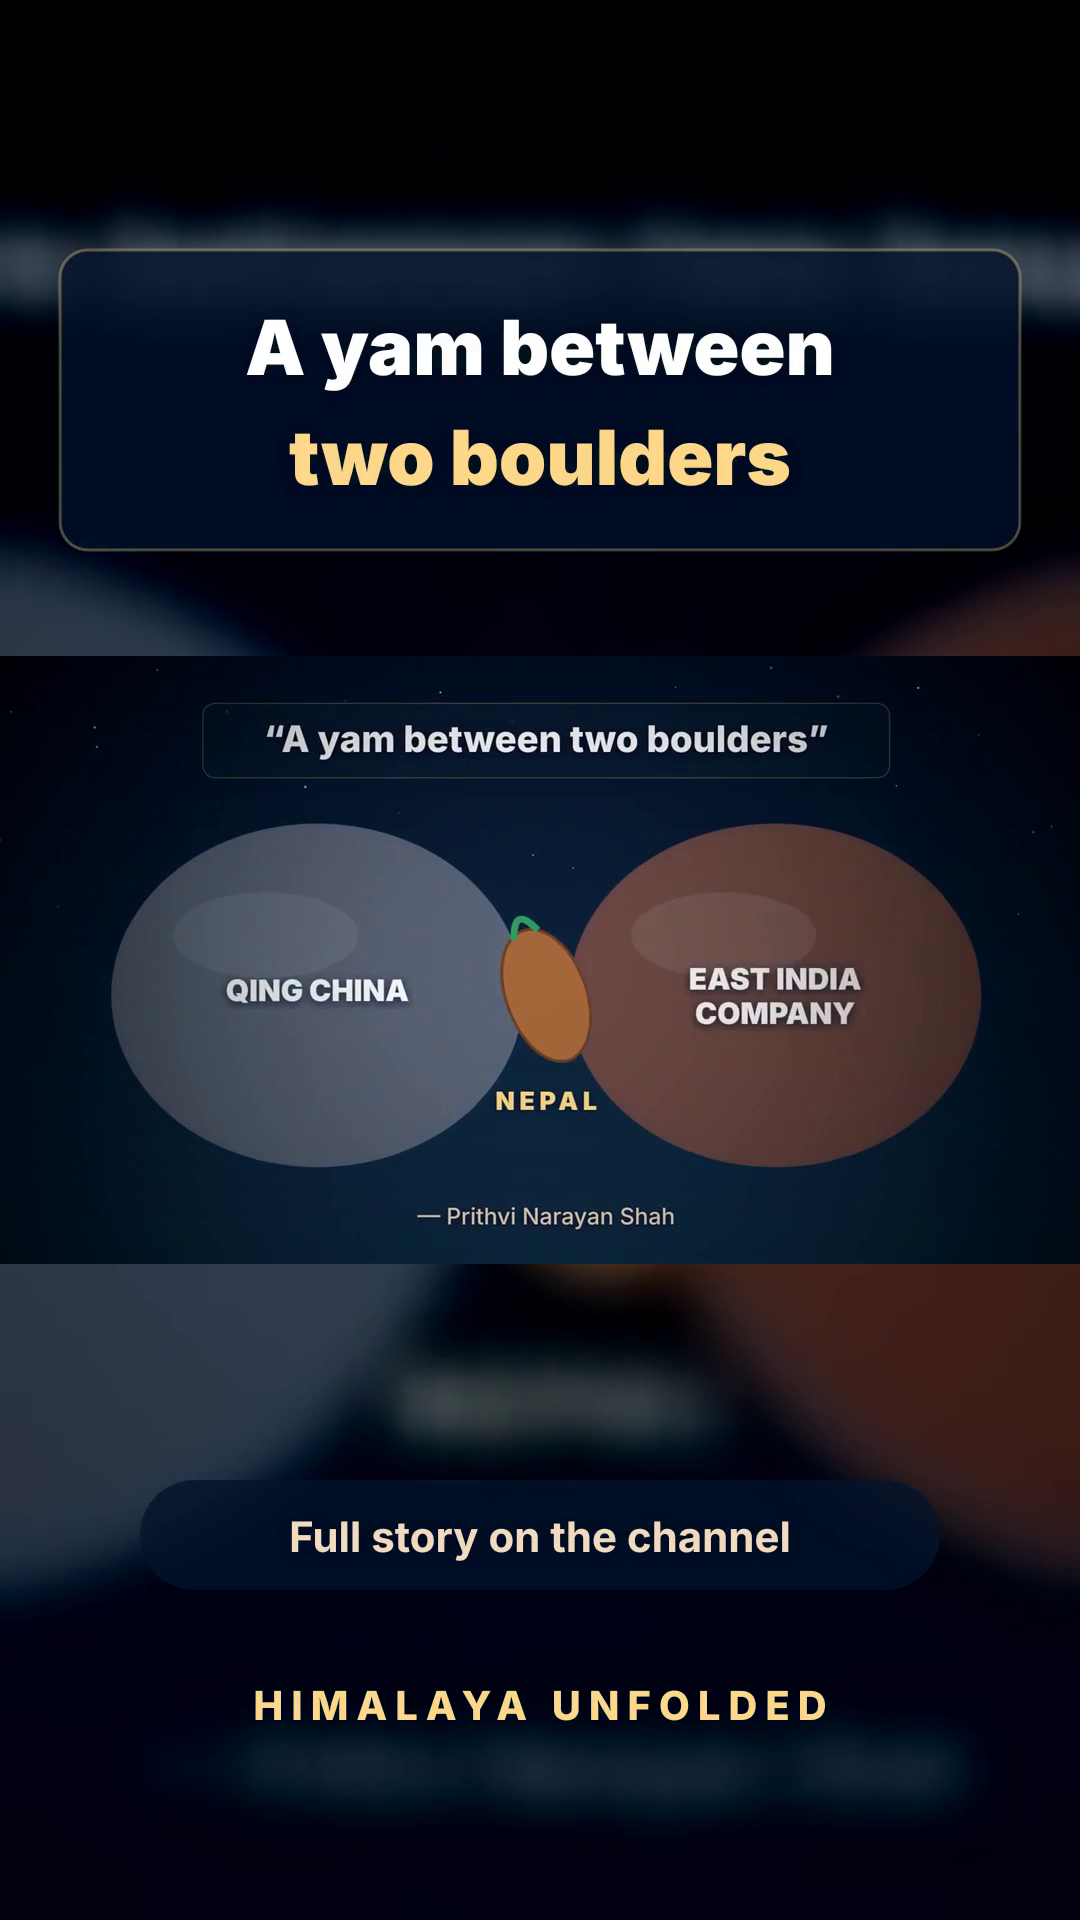 A yam between
two boulders
“A yam between two boulders”
QING CHINA
EAST INDIA
COMPANY
NEPAL
— Prithvi Narayan Shah
Full story on the channel
HIMALAYA UNFOLDED